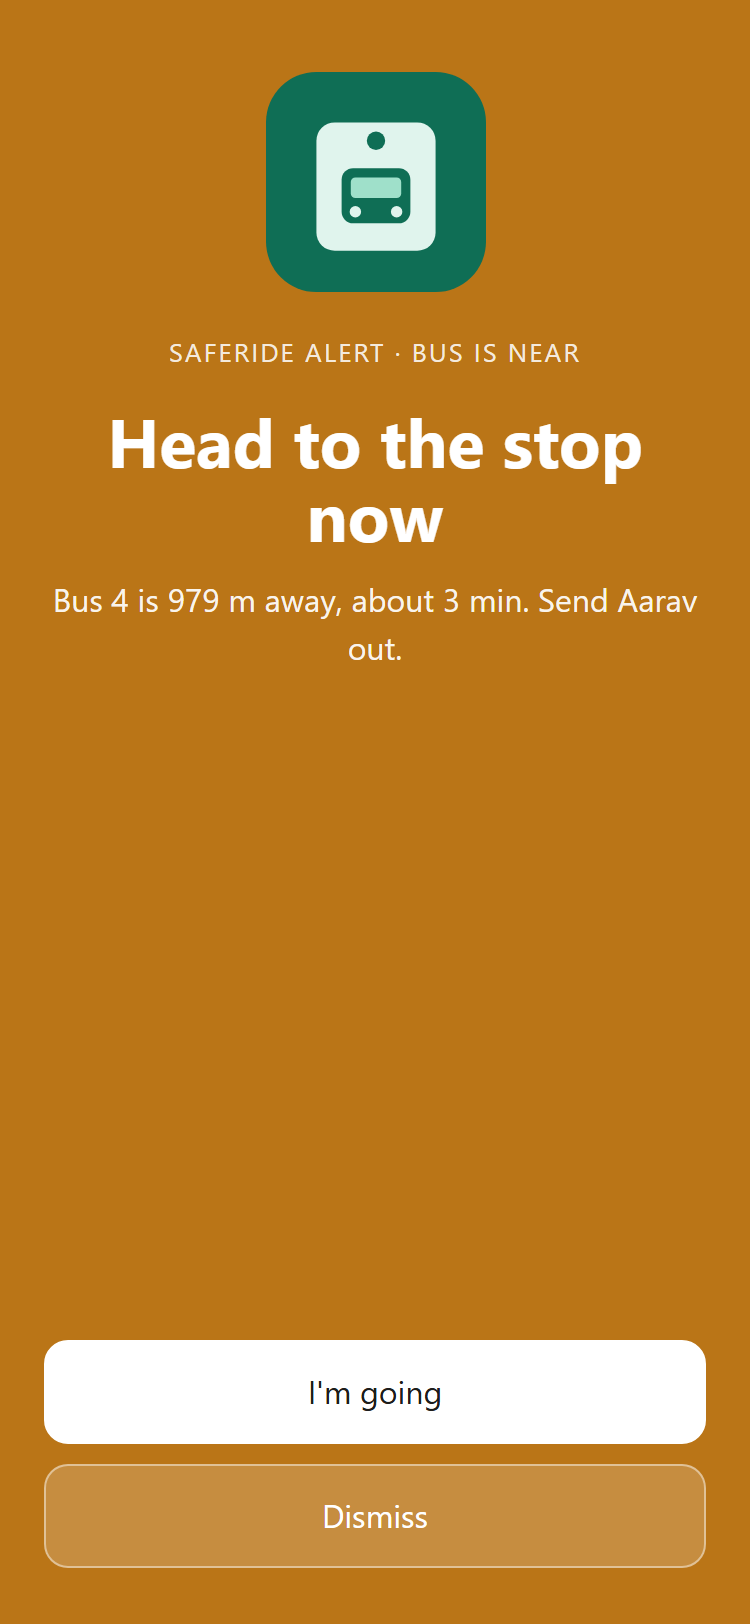 SAFERIDE ALERT · BUS IS NEAR
Head to the stop
now
Bus 4 is 979 m away, about 3 min. Send Aarav
out.
I'm going
Dismiss